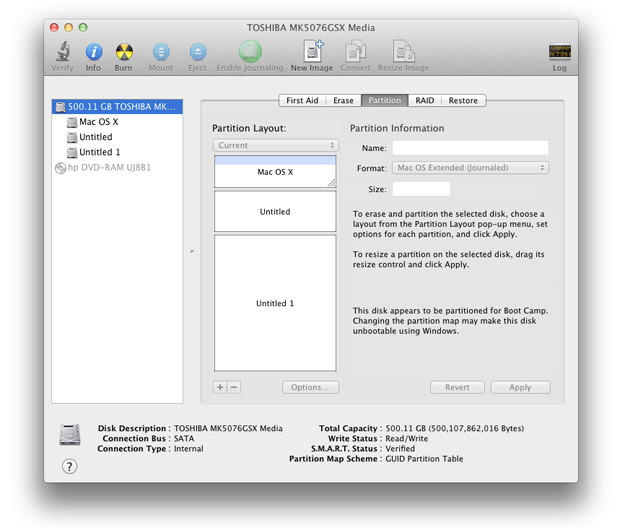 TOSHIBA MK5076GSX Media
Verify Info Burn Mount Eject Enable Journaling New Image Convert Resize Image Log
500.11 GB TOSHIBA MK...
Mac OS X
Untitled
Untitled 1
hp DVD-RAM UJ8B1
First Aid Erase Partition RAID Restore
Partition Layout:
Current
Mac OS X
Untitled
Untitled 1
+ − Options...
Partition Information
Name:
Format: Mac OS Extended (Journaled)
Size:
To erase and partition the selected disk, choose a
layout from the Partition Layout pop-up menu, set
options for each partition, and click Apply.
To resize a partition on the selected disk, drag its
resize control and click Apply.
This disk appears to be partitioned for Boot Camp.
Changing the partition map may make this disk
unbootable using Windows.
Revert Apply
Disk Description : TOSHIBA MK5076GSX Media
Connection Bus : SATA
Connection Type : Internal
Total Capacity : 500.11 GB (500,107,862,016 Bytes)
Write Status : Read/Write
S.M.A.R.T. Status : Verified
Partition Map Scheme : GUID Partition Table
?